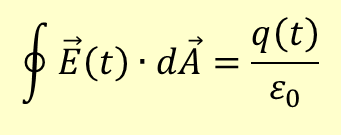 ∮ E⃗(t) · dA⃗ = q(t)/ε₀